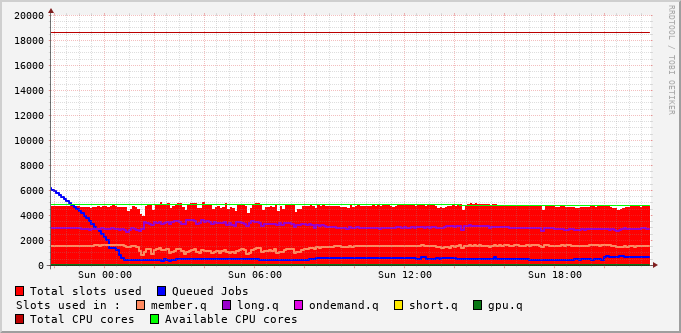 RRDTOOL / TOBI OETIKER
20000
18000
16000
14000
12000
10000
8000
6000
4000
2000
0
Sun 00:00 Sun 06:00 Sun 12:00 Sun 18:00
Total slots used Queued Jobs
Slots used in : member.q long.q ondemand.q short.q gpu.q
Total CPU cores Available CPU cores